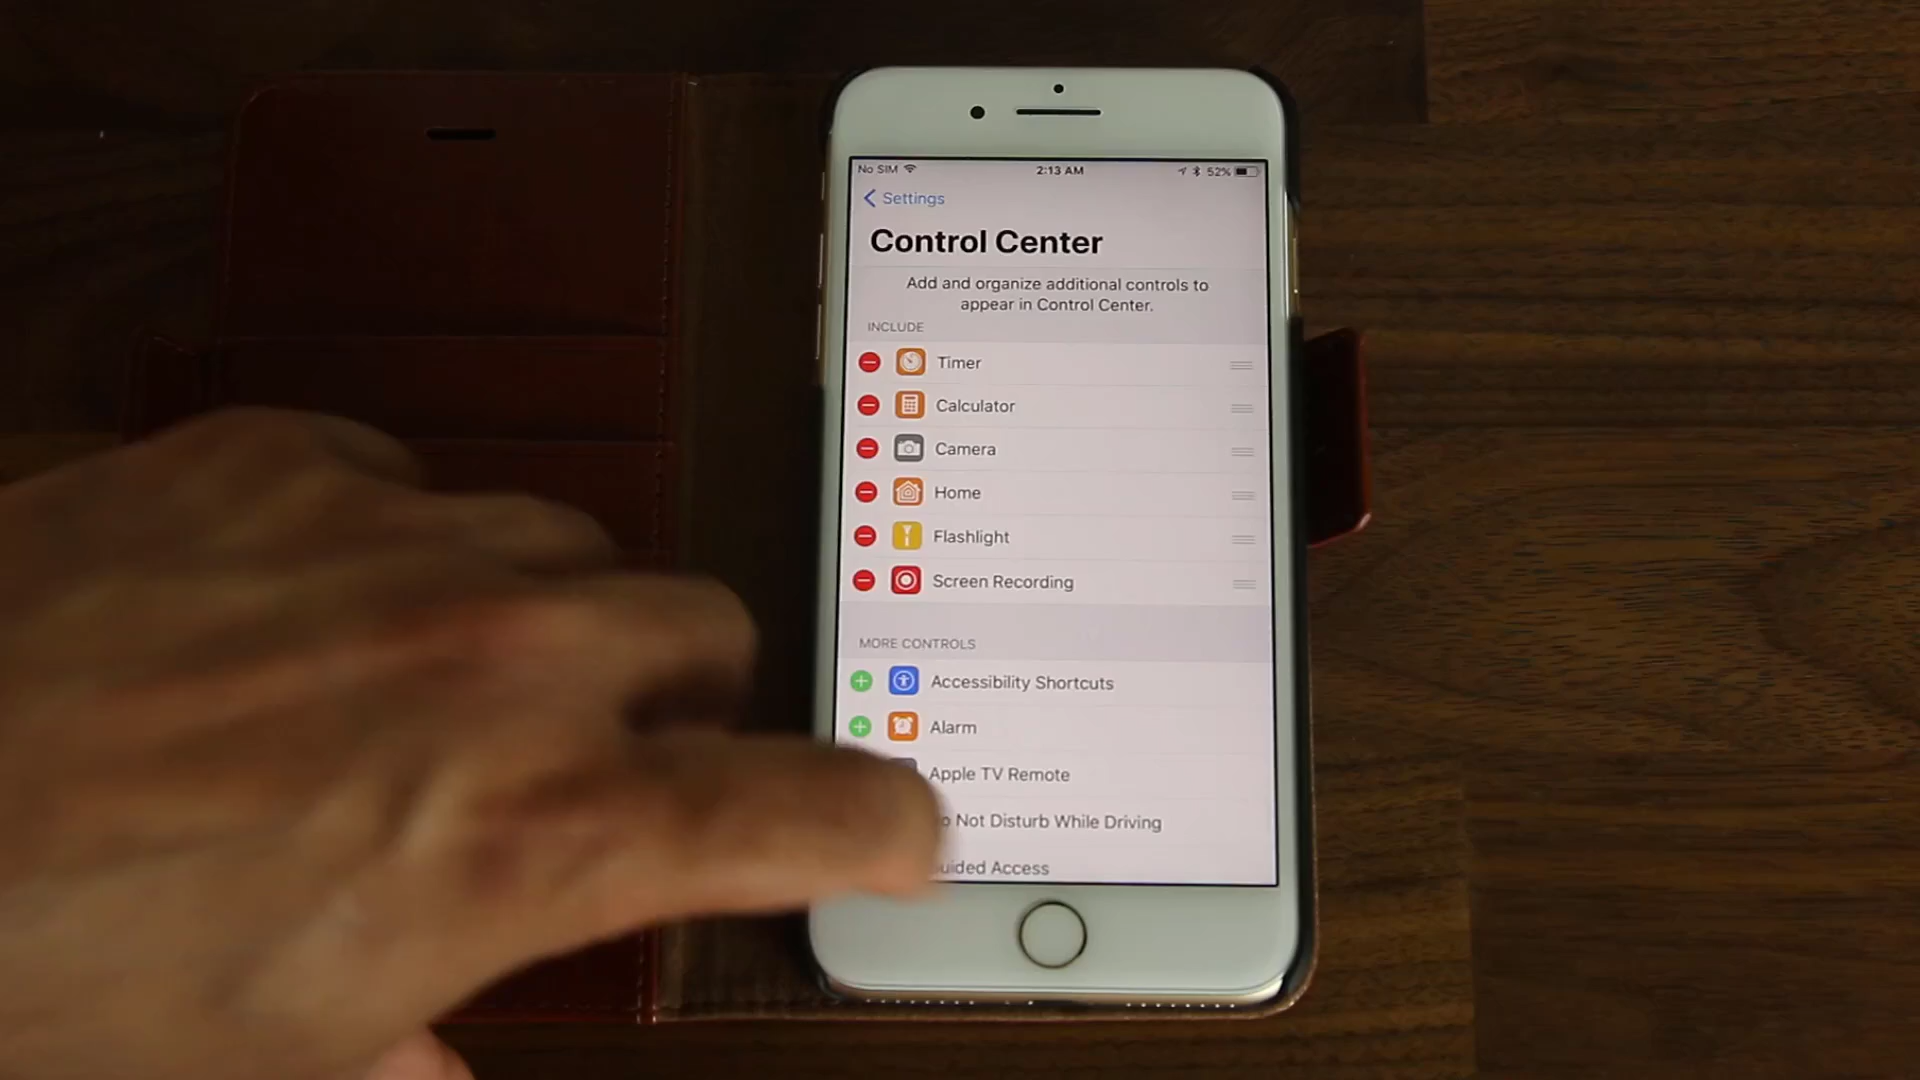 No SIM 2:13 AM 52%
Settings
Control Center
Add and organize additional controls to
appear in Control Center.
INCLUDE
Timer
Calculator
Camera
Home
Flashlight
Screen Recording
MORE CONTROLS
Accessibility Shortcuts
Alarm
Apple TV Remote
o Not Disturb While Driving
uided Access